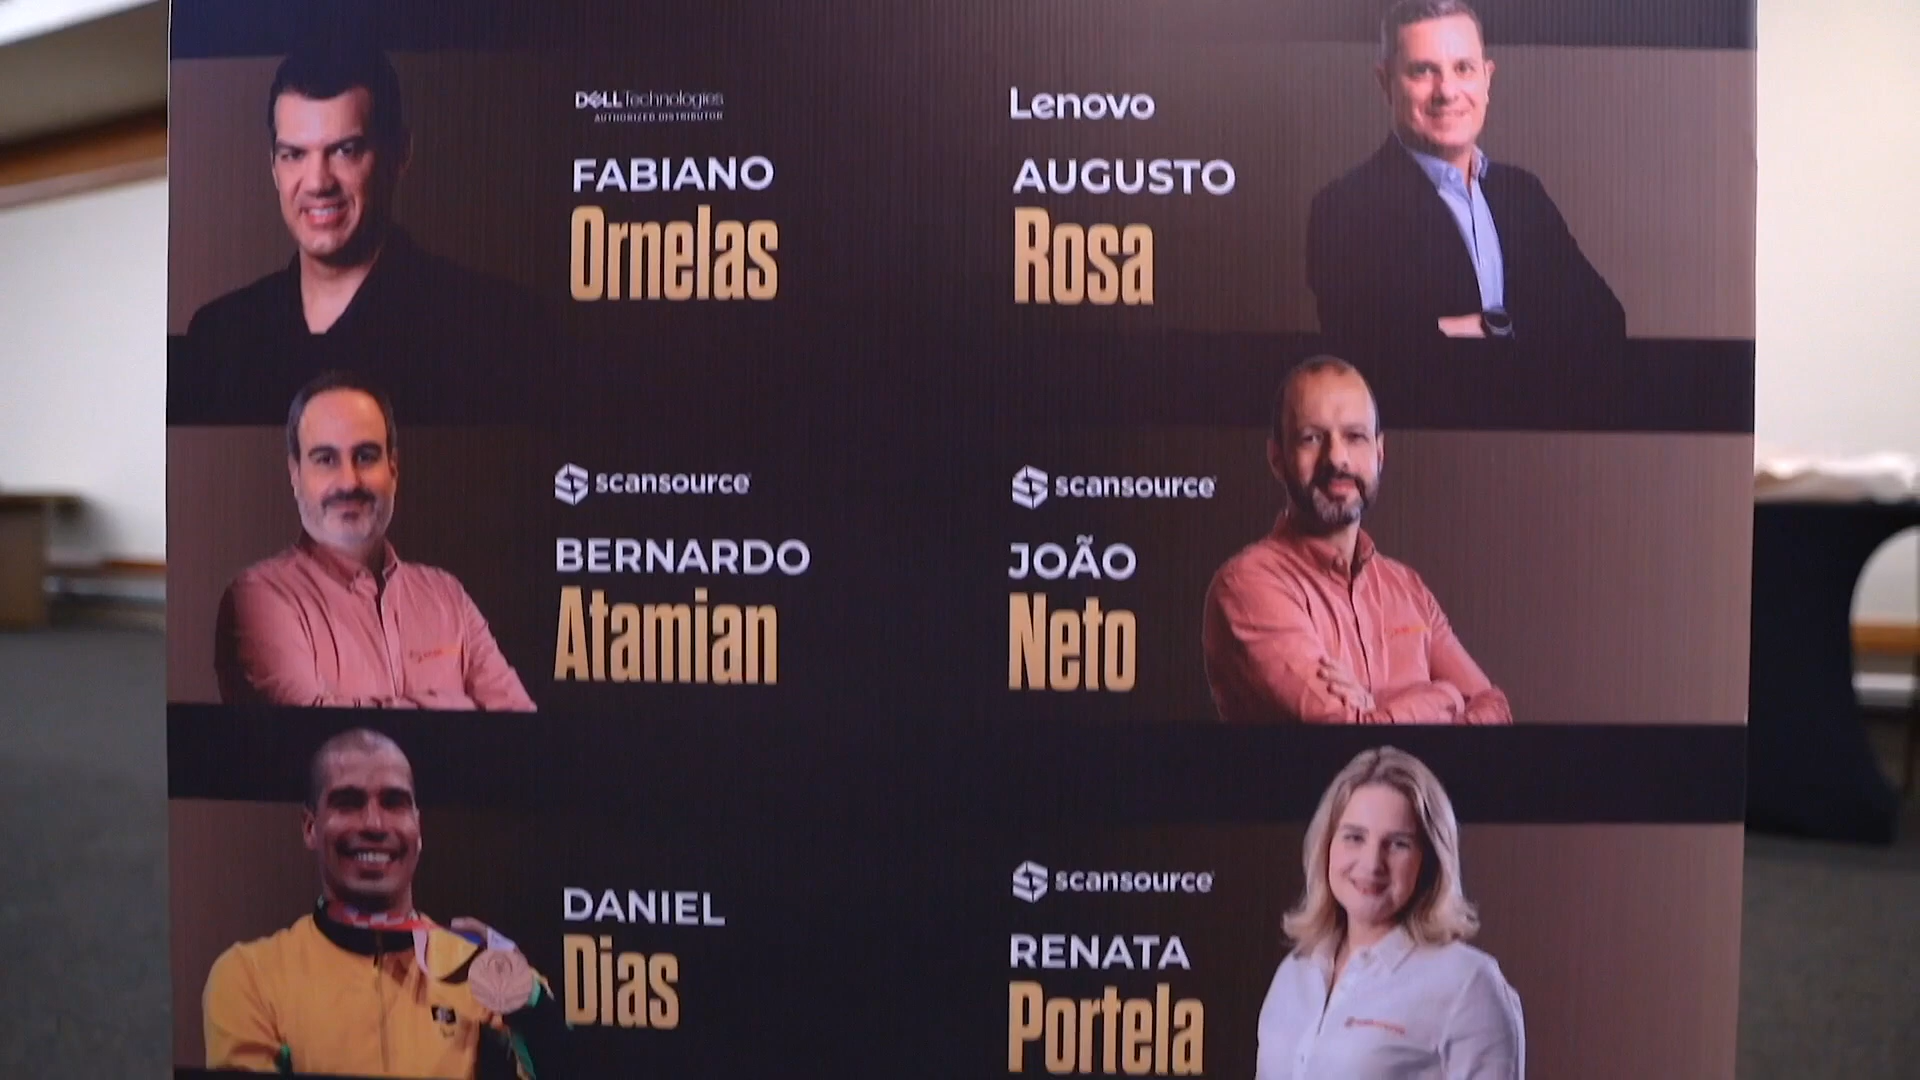 DELL Technologies
AUTHORIZED DISTRIBUTOR
FABIANO
Ornelas
Lenovo
AUGUSTO
Rosa
scansource
BERNARDO
Atamian
scansource
JOÃO
Neto
DANIEL
Dias
scansource
RENATA
Portela